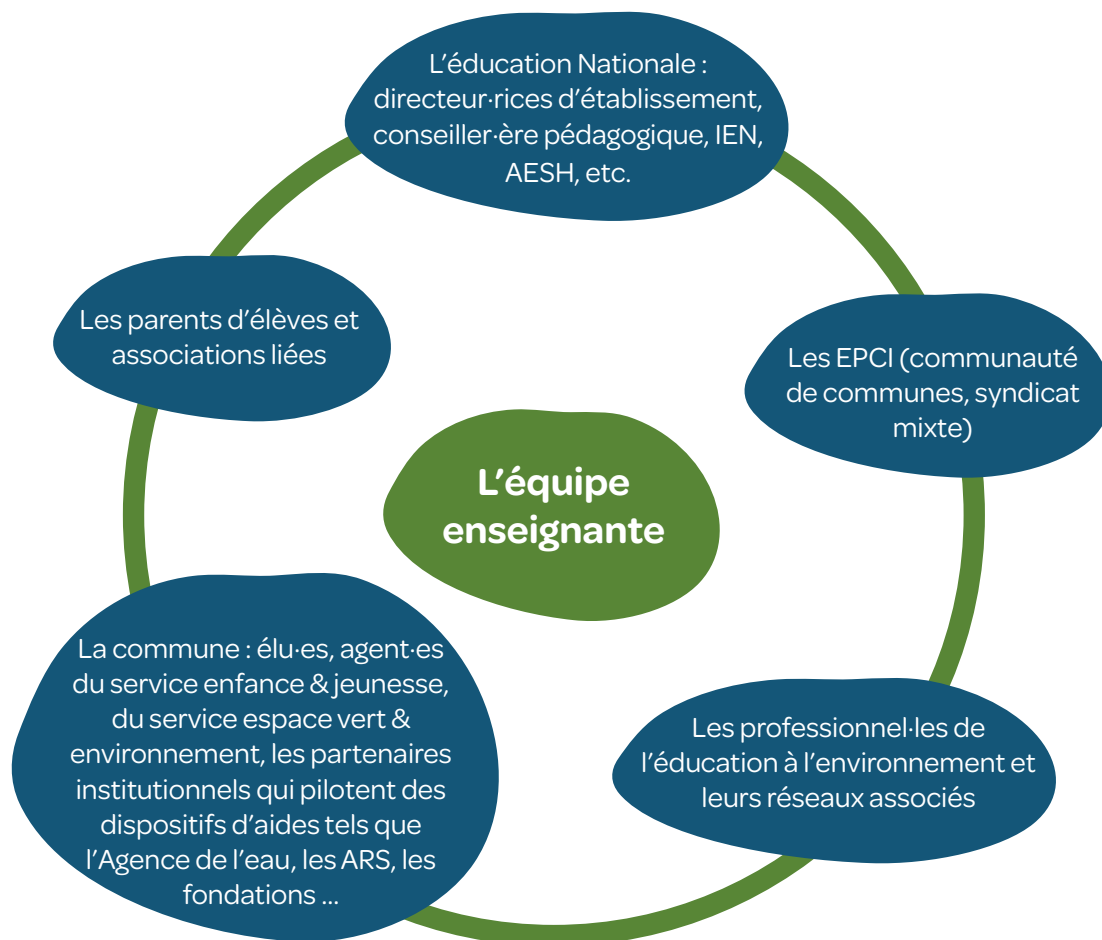 L'éducation Nationale :
directeur·rices d'établissement,
conseiller·ère pédagogique, IEN,
AESH, etc.
Les parents d'élèves et
associations liées
Les EPCI (communauté
de communes, syndicat
mixte)
L'équipe
enseignante
La commune : élu·es, agent·es
du service enfance & jeunesse,
du service espace vert &
environnement, les partenaires
institutionnels qui pilotent des
dispositifs d'aides tels que
l'Agence de l'eau, les ARS, les
fondations ...
Les professionnel·les de
l'éducation à l'environnement et
leurs réseaux associés